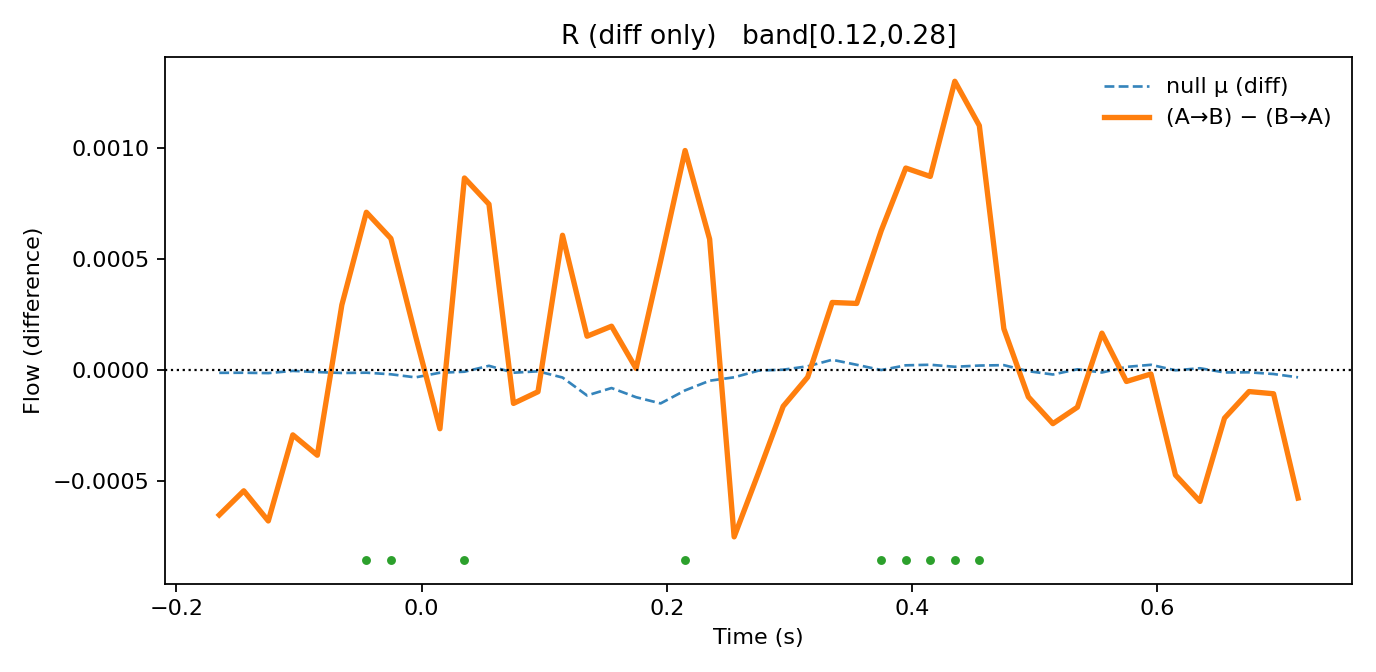 R (diff only)   band[0.12,0.28]
null μ (diff)
(A→B) − (B→A)
Flow (difference)
0.0010
0.0005
0.0000
−0.0005
−0.2
0.0
0.2
0.4
0.6
Time (s)